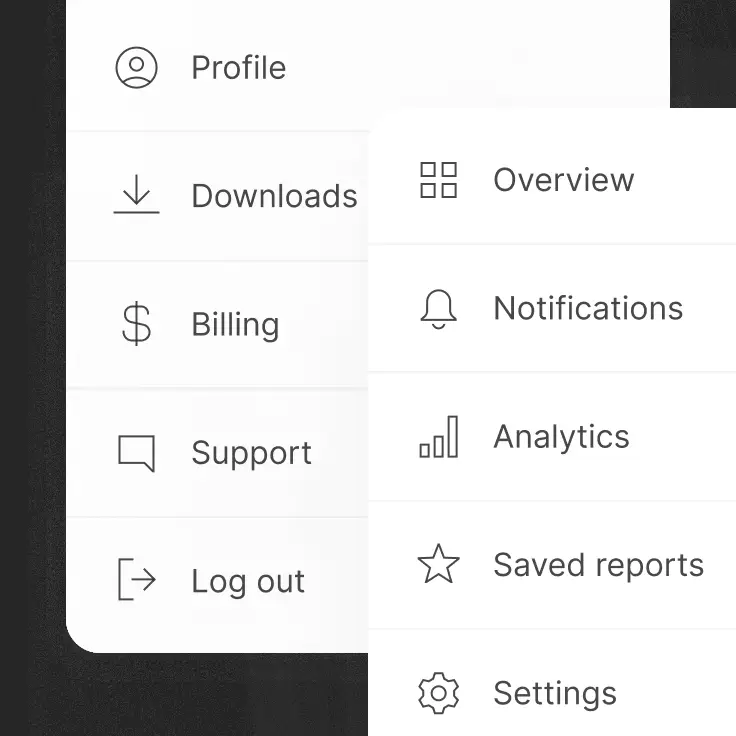 Profile
Downloads
Billing
Support
Log out
Overview
Notifications
Analytics
Saved reports
Settings